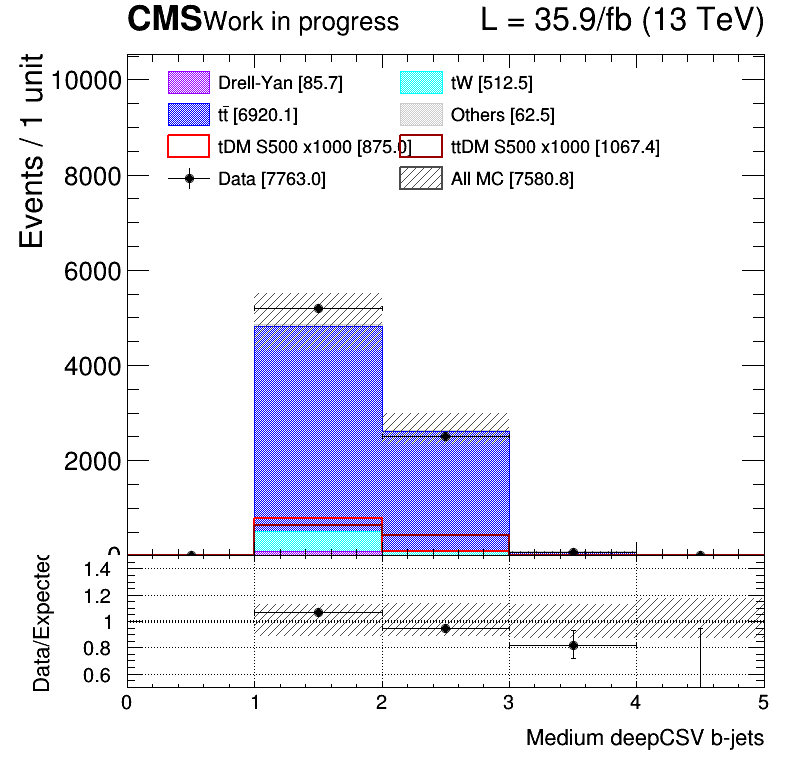 CMS Work in progress L = 35.9/fb (13 TeV)
Events / 1 unit
10000
8000
6000
4000
2000
0
Drell-Yan [85.7] tW [512.5]
tt̄ [6920.1] Others [62.5]
tDM S500 x1000 [875.0] ttDM S500 x1000 [1067.4]
Data [7763.0] All MC [7580.8]
Data/Expected
1.4
1.2
1
0.8
0.6
0 1 2 3 4 5
Medium deepCSV b-jets